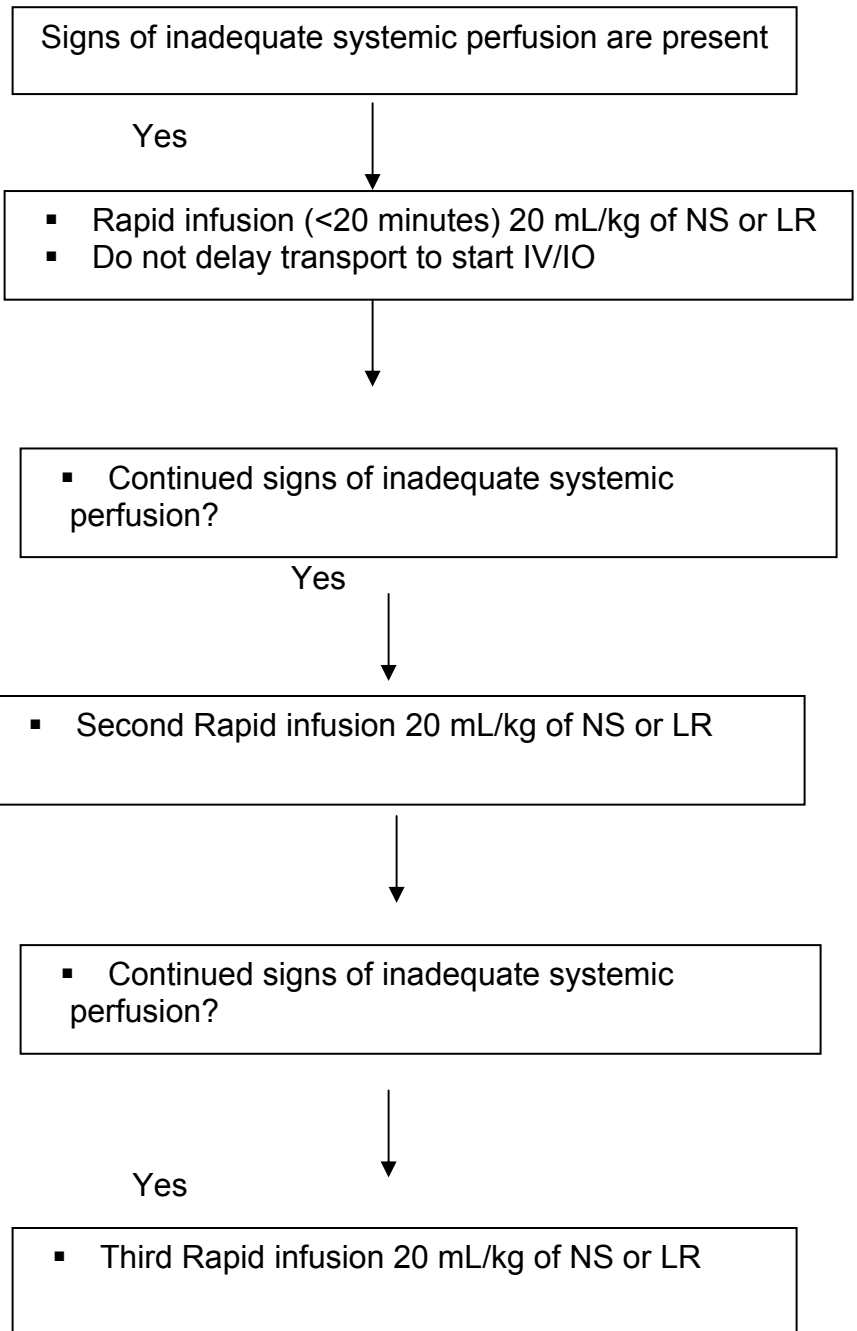 Signs of inadequate systemic perfusion are present
Yes
▪ Rapid infusion (<20 minutes) 20 mL/kg of NS or LR
▪ Do not delay transport to start IV/IO
▪ Continued signs of inadequate systemic
perfusion?
Yes
▪ Second Rapid infusion 20 mL/kg of NS or LR
▪ Continued signs of inadequate systemic
perfusion?
Yes
▪ Third Rapid infusion 20 mL/kg of NS or LR